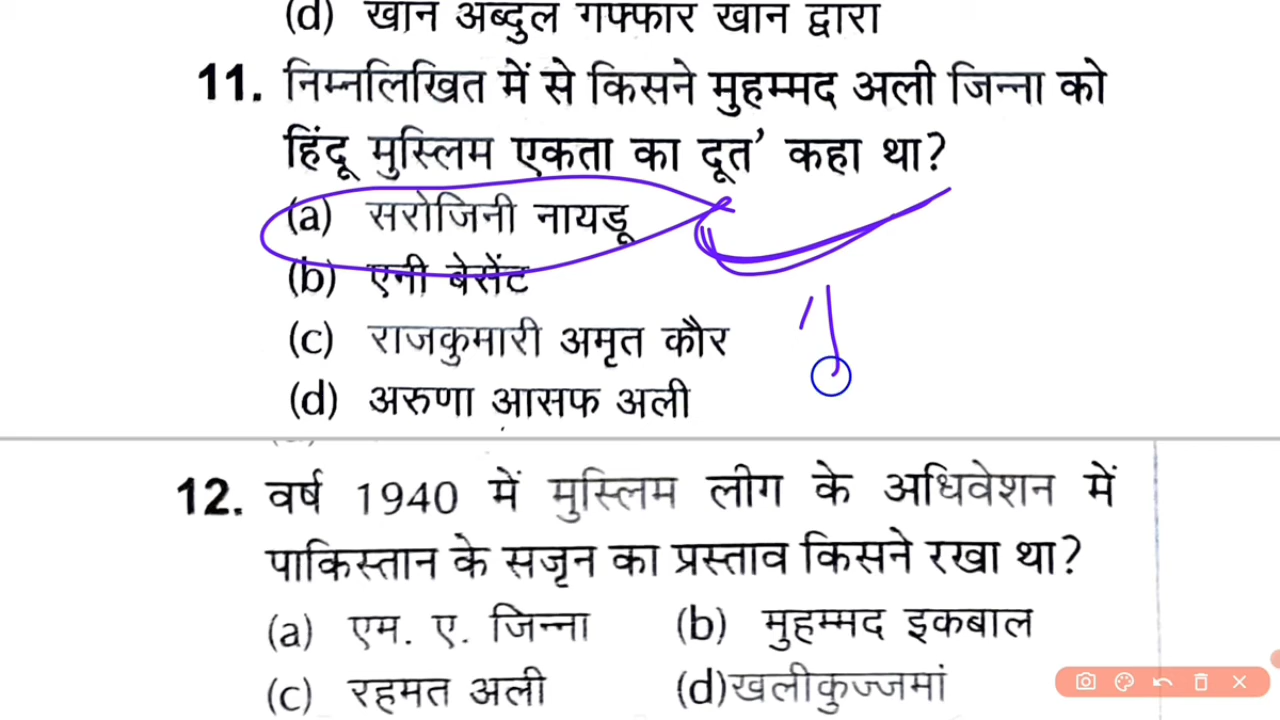 (d) खान अब्दुल गफ्फार खान द्वारा
11. निम्नलिखित में से किसने मुहम्मद अली जिन्ना को
हिंदू मुस्लिम एकता का दूत’ कहा था?
(a) सरोजिनी नायडू
(b) एनी बेसेंट
(c) राजकुमारी अमृत कौर
(d) अरुणा आसफ अली
12. वर्ष 1940 में मुस्लिम लीग के अधिवेशन में
पाकिस्तान के सजृन का प्रस्ताव किसने रखा था?
(a) एम. ए. जिन्ना (b) मुहम्मद इकबाल
(c) रहमत अली (d)खलीकुज्जमां